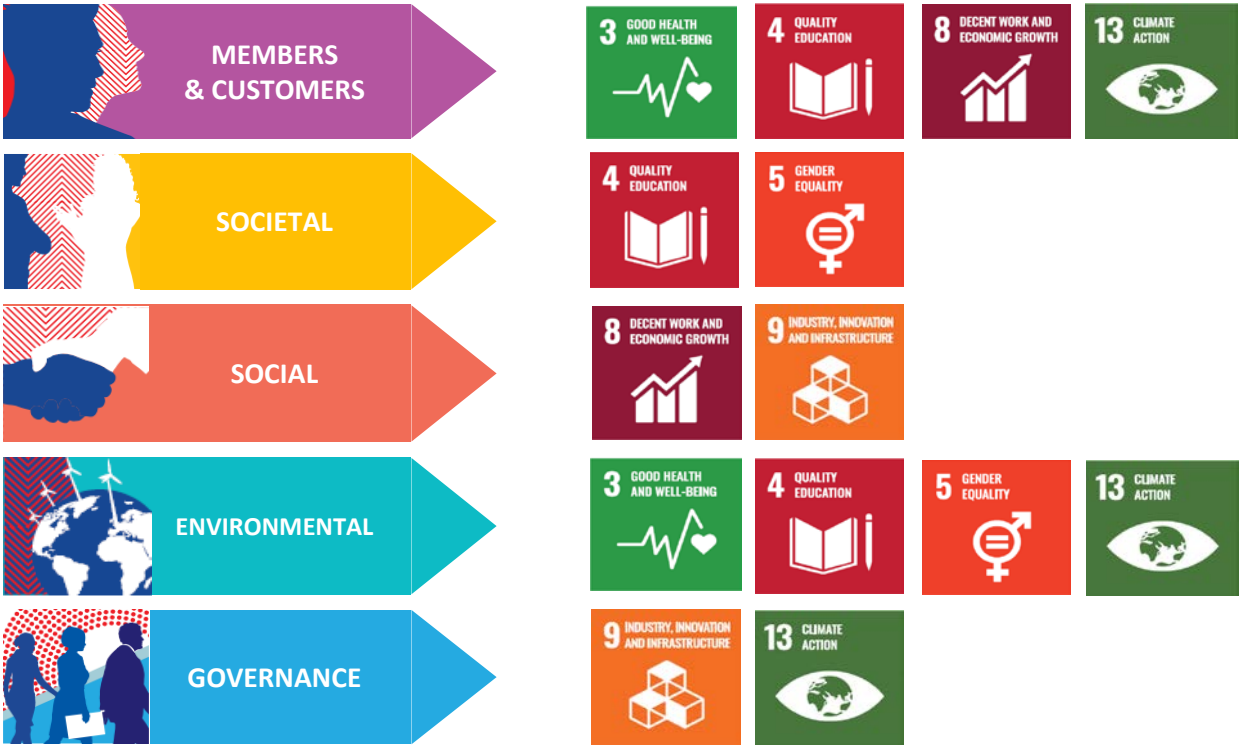 MEMBERS
& CUSTOMERS
3 GOOD HEALTH
AND WELL-BEING
4 QUALITY
EDUCATION
8 DECENT WORK AND
ECONOMIC GROWTH
13 CLIMATE
ACTION
SOCIETAL
4 QUALITY
EDUCATION
5 GENDER
EQUALITY
SOCIAL
8 DECENT WORK AND
ECONOMIC GROWTH
9 INDUSTRY, INNOVATION
AND INFRASTRUCTURE
ENVIRONMENTAL
3 GOOD HEALTH
AND WELL-BEING
4 QUALITY
EDUCATION
5 GENDER
EQUALITY
13 CLIMATE
ACTION
GOVERNANCE
9 INDUSTRY, INNOVATION
AND INFRASTRUCTURE
13 CLIMATE
ACTION